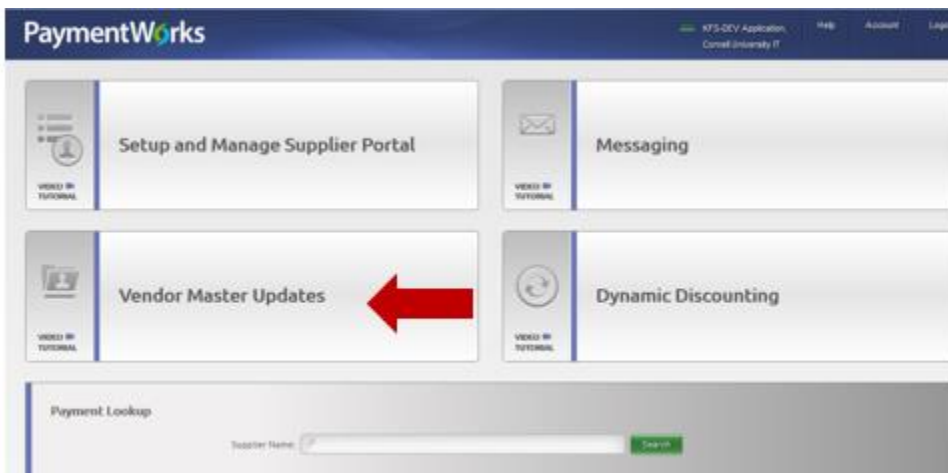 PaymentWorks
KFS-DEV Application,
Cornell University IT
Help
Account
Setup and Manage Supplier Portal
VIDEO
TUTORIAL
Messaging
VIDEO
TUTORIAL
Vendor Master Updates
VIDEO
TUTORIAL
Dynamic Discounting
VIDEO
TUTORIAL
Payment Lookup
Supplier Name:
Search